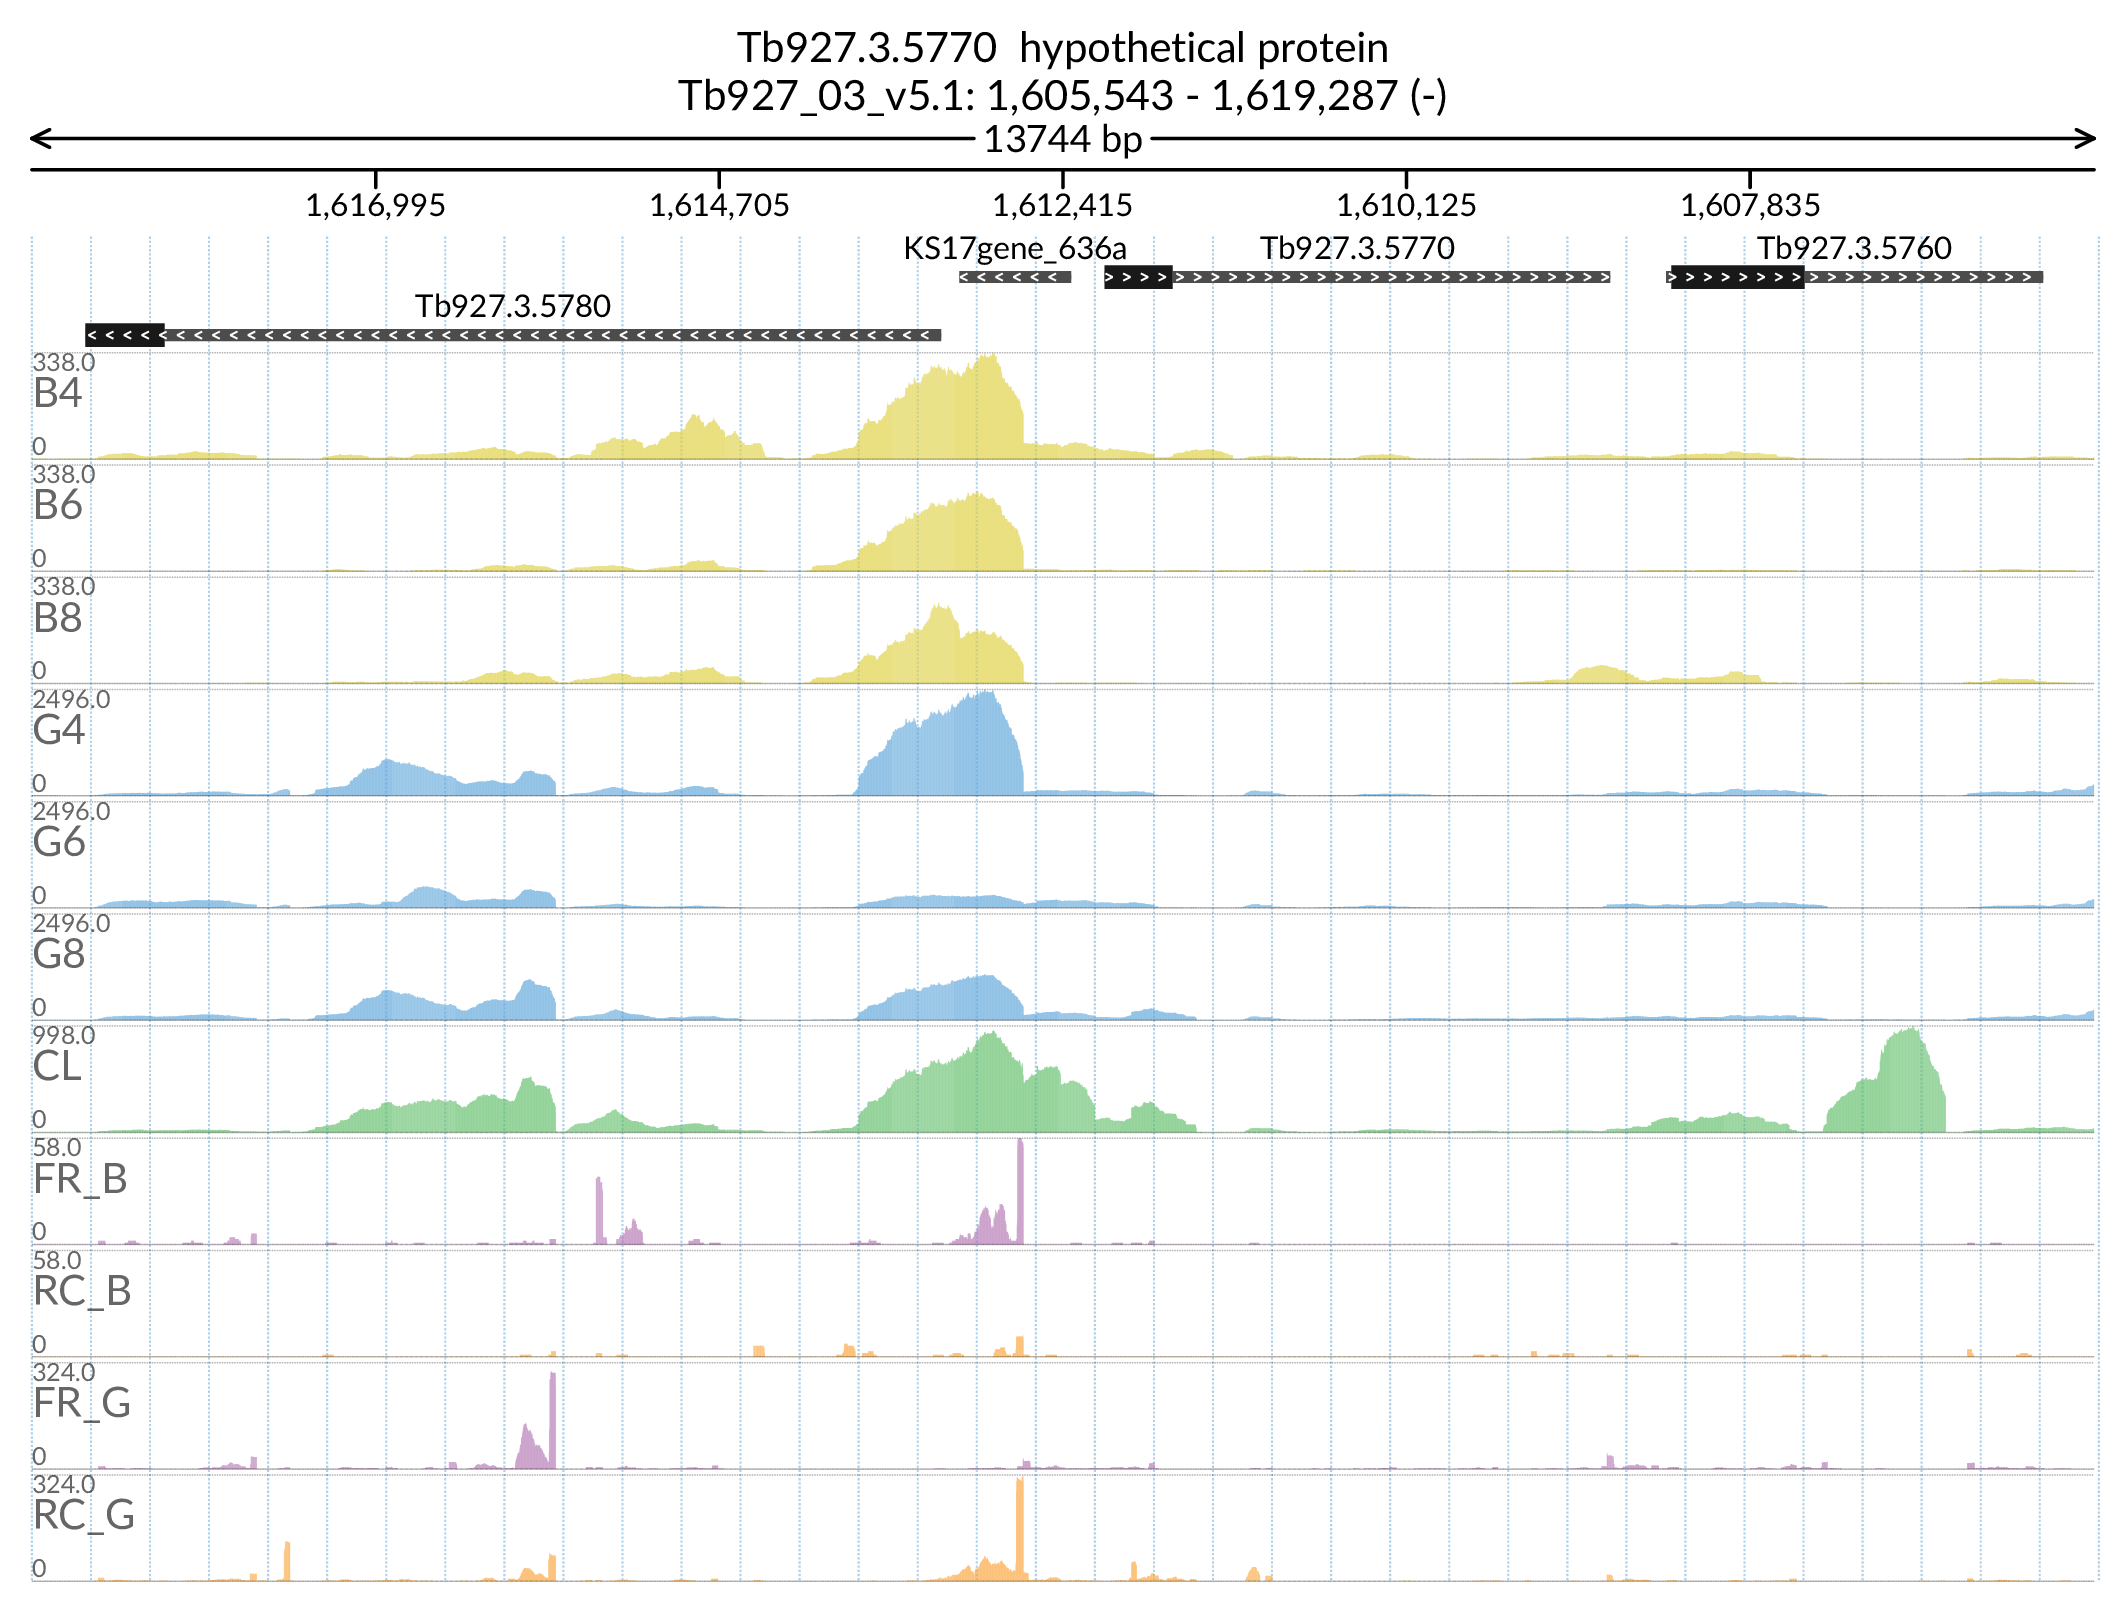 Tb927.3.5770  hypothetical protein
Tb927_03_v5.1: 1,605,543 - 1,619,287 (-)
13744 bp
1,616,995 1,614,705 1,612,415 1,610,125 1,607,835
KS17gene_636a Tb927.3.5770 Tb927.3.5760
Tb927.3.5780
338.0
B4
0
338.0
B6
0
338.0
B8
0
2496.0
G4
0
2496.0
G6
0
2496.0
G8
0
998.0
CL
0
58.0
FR_B
0
58.0
RC_B
0
324.0
FR_G
0
324.0
RC_G
0